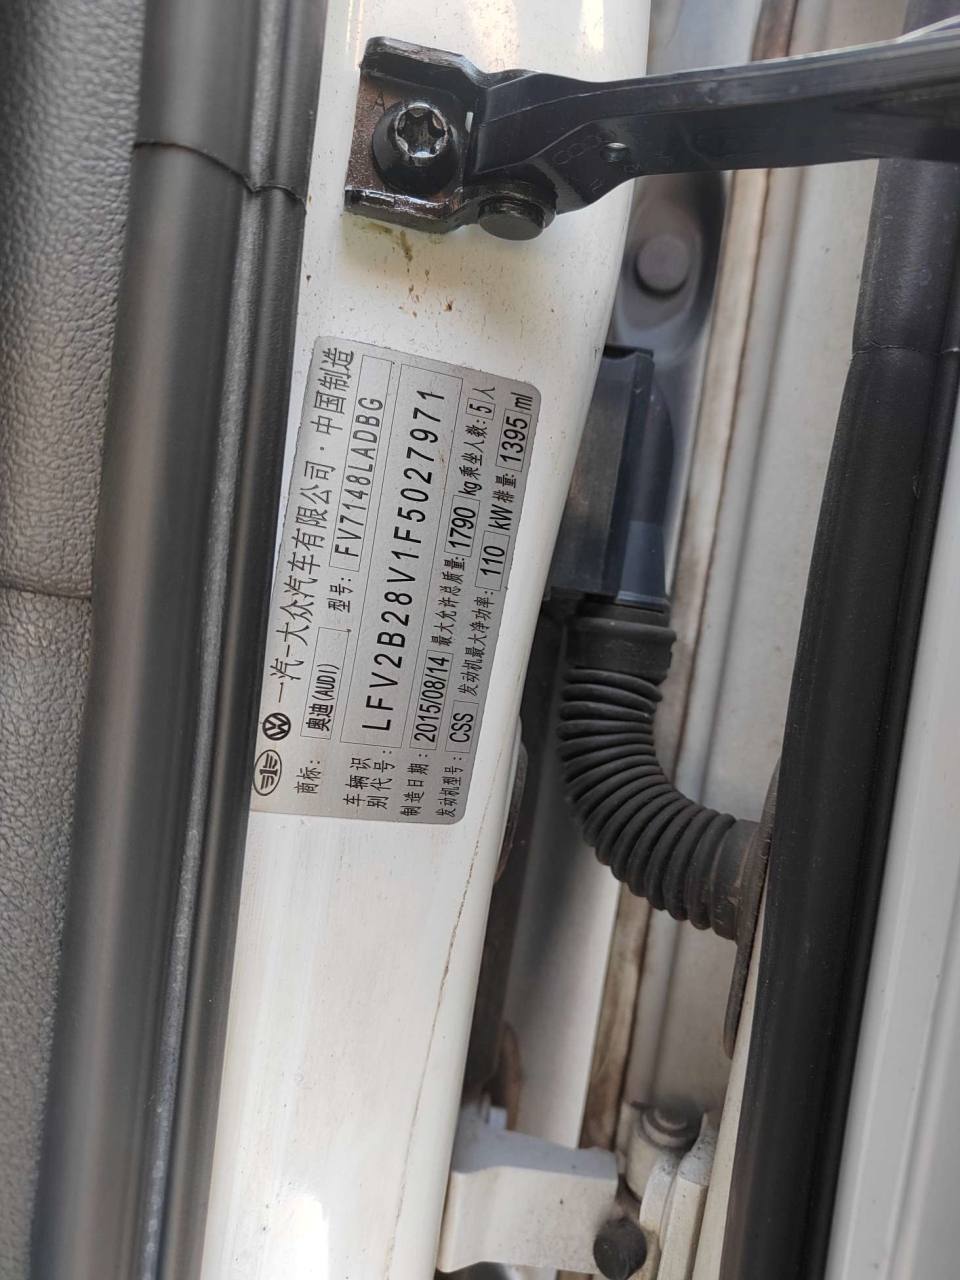 一汽-大众汽车有限公司·中国制造
商标: 奥迪(AUDI) 型号: FV7148LADBG
车辆识别代号: LFV2B28V1F5027971
制造日期: 2015/08/14 最大允许总质量: 1790 kg 乘坐人数: 5 人
发动机型号: CSS 发动机最大净功率: 110 kW 排量: 1395 ml
A